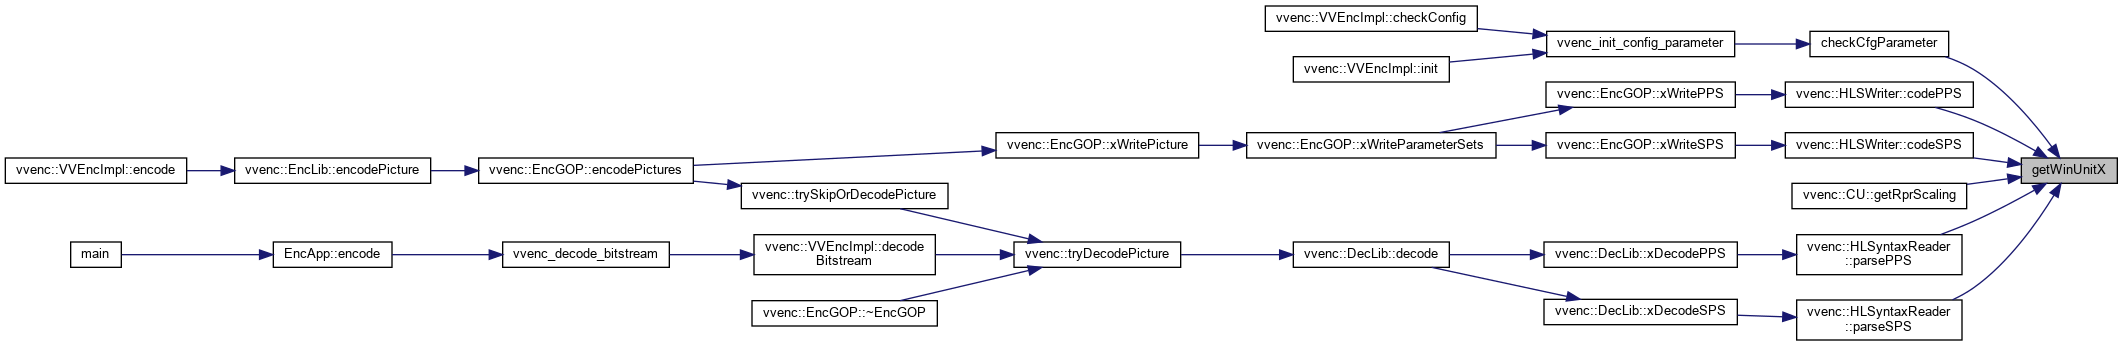 vvenc::VVEncImpl::checkConfig
vvenc_init_config_parameter
checkCfgParameter
vvenc::VVEncImpl::init
vvenc::EncGOP::xWritePPS
vvenc::HLSWriter::codePPS
vvenc::EncGOP::xWritePicture
vvenc::EncGOP::xWriteParameterSets
vvenc::EncGOP::xWriteSPS
vvenc::HLSWriter::codeSPS
vvenc::VVEncImpl::encode
vvenc::EncLib::encodePicture
vvenc::EncGOP::encodePictures
getWinUnitX
vvenc::trySkipOrDecodePicture
vvenc::CU::getRprScaling
main
EncApp::encode
vvenc_decode_bitstream
vvenc::VVEncImpl::decode
Bitstream
vvenc::tryDecodePicture
vvenc::DecLib::decode
vvenc::DecLib::xDecodePPS
vvenc::HLSyntaxReader
::parsePPS
vvenc::EncGOP::~EncGOP
vvenc::DecLib::xDecodeSPS
vvenc::HLSyntaxReader
::parseSPS